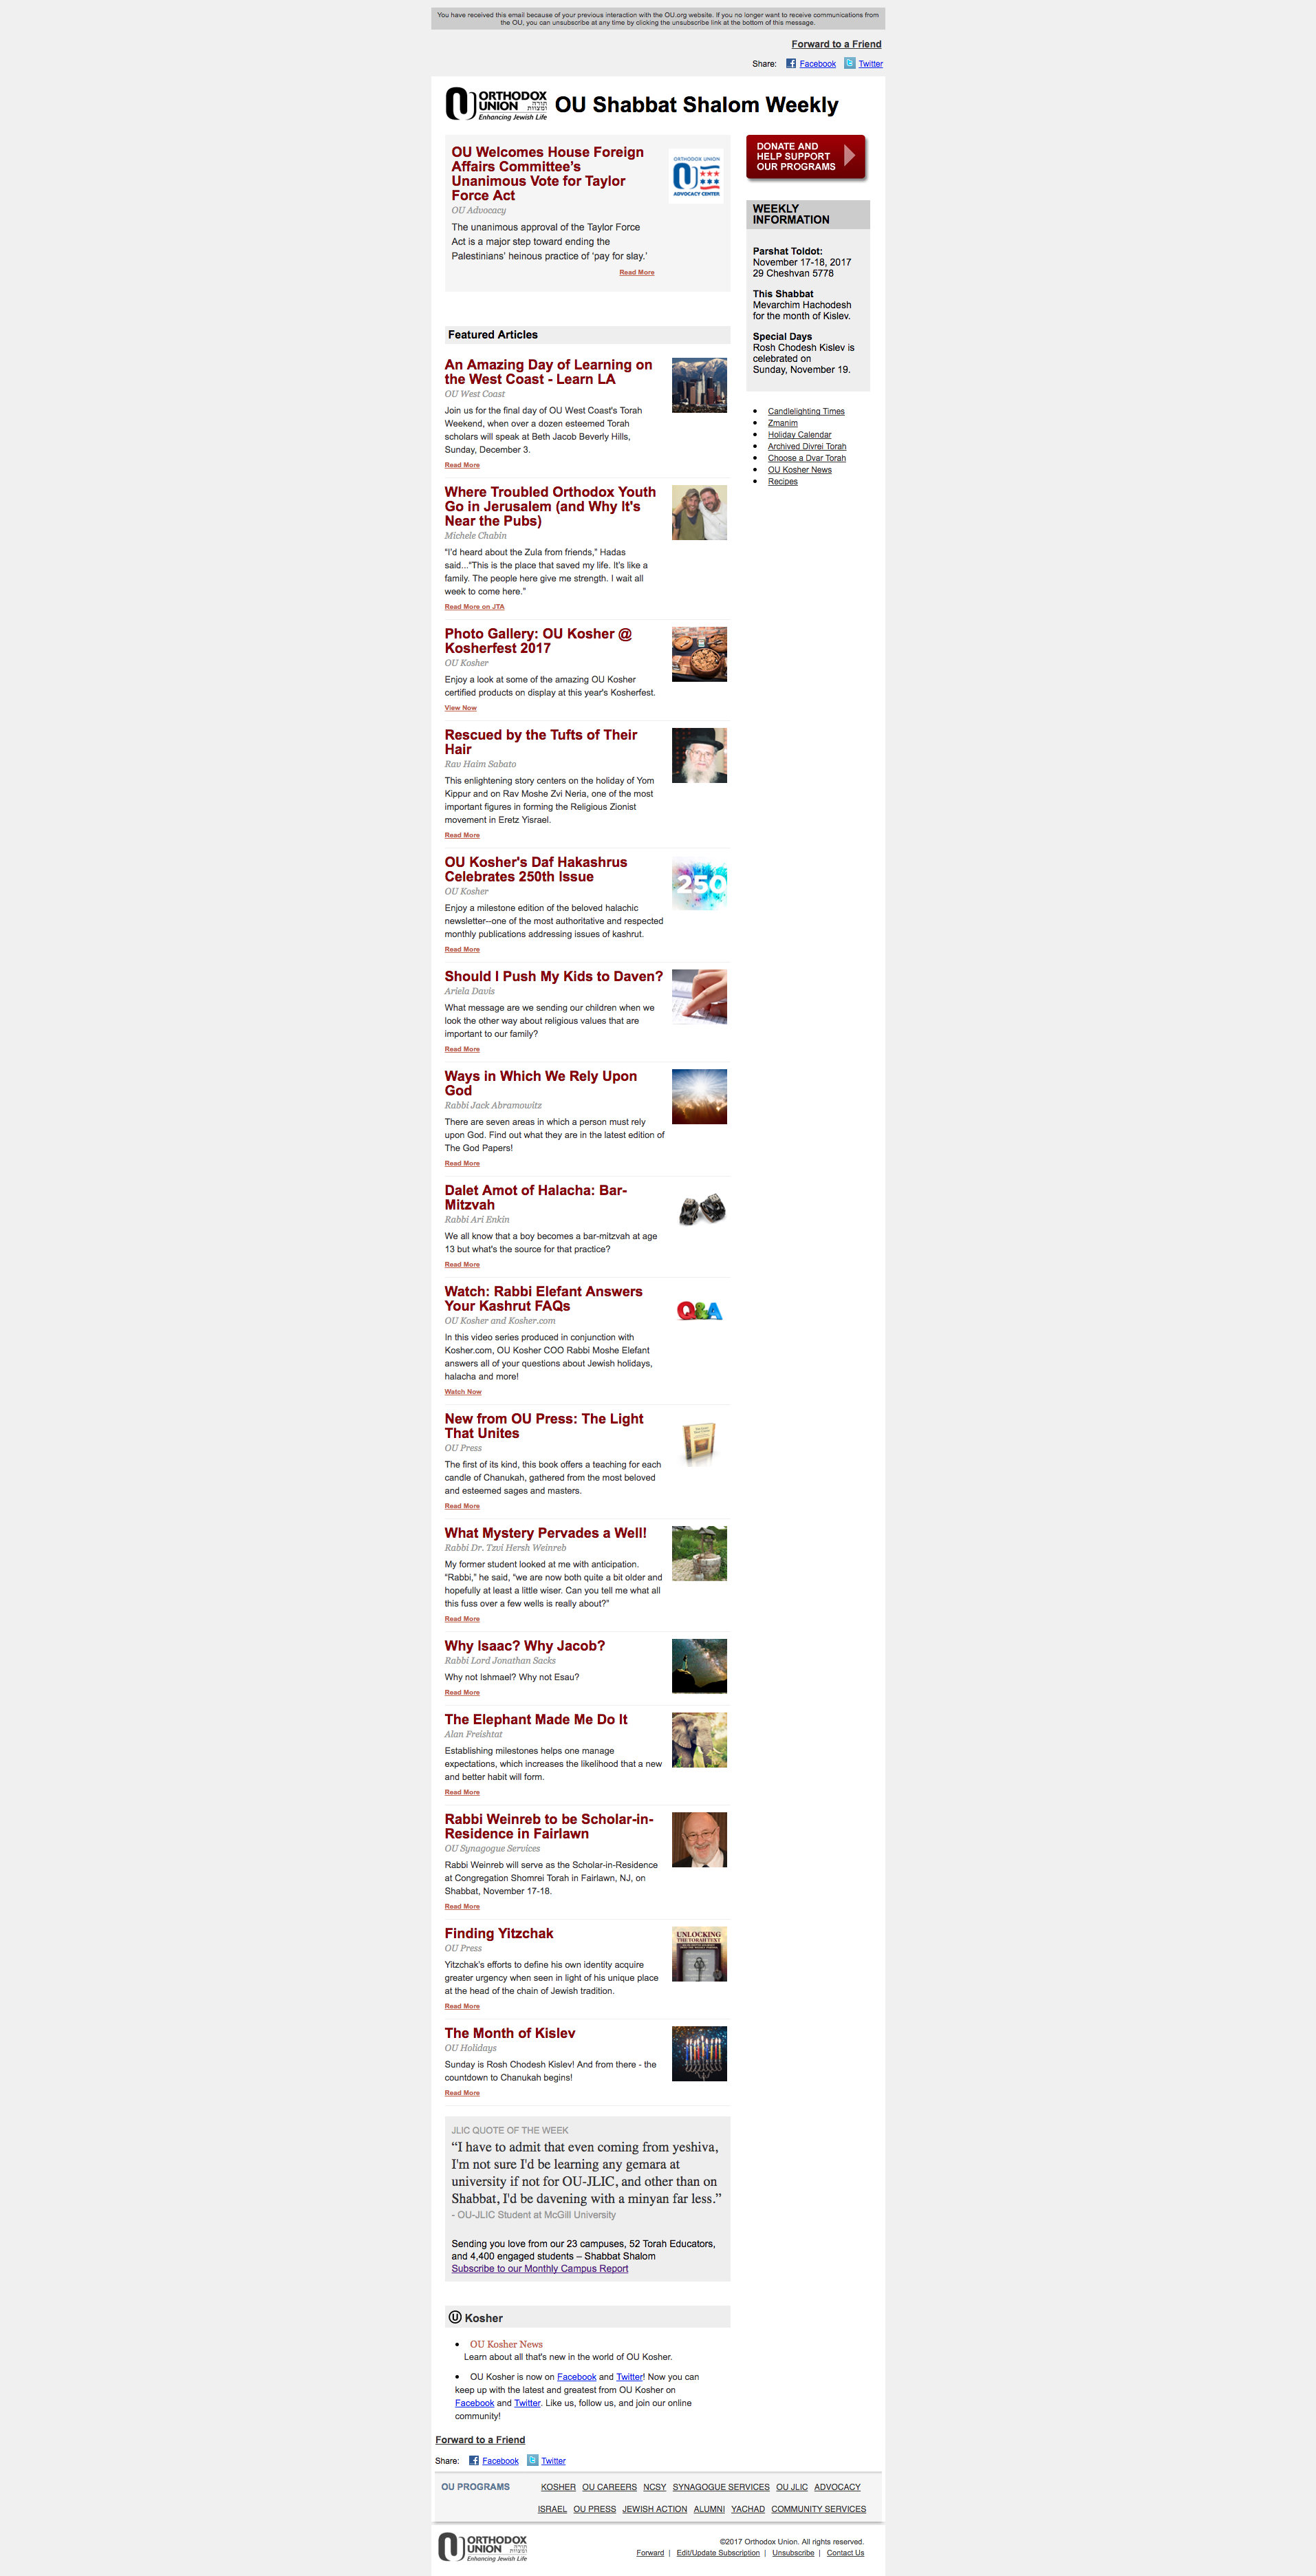 You have received this email because of your previous interaction with the OU.org website. If you no longer want to receive communications from
the OU, you can unsubscribe at any time by clicking the unsubscribe link at the bottom of this message.
Forward to a Friend
Share: Facebook Twitter
ORTHODOX
UNION תורה ומצוות
Enhancing Jewish Life
OU Shabbat Shalom Weekly
OU Welcomes House Foreign
Affairs Committee’s
Unanimous Vote for Taylor
Force Act
OU Advocacy
The unanimous approval of the Taylor Force
Act is a major step toward ending the
Palestinians’ heinous practice of ‘pay for slay.’
Read More
ORTHODOX UNION
ADVOCACY CENTER
DONATE AND
HELP SUPPORT
OUR PROGRAMS
WEEKLY
INFORMATION
Parshat Toldot:
November 17-18, 2017
29 Cheshvan 5778
This Shabbat
Mevarchim Hachodesh
for the month of Kislev.
Special Days
Rosh Chodesh Kislev is
celebrated on
Sunday, November 19.
Candlelighting Times
Zmanim
Holiday Calendar
Archived Divrei Torah
Choose a Dvar Torah
OU Kosher News
Recipes
Featured Articles
An Amazing Day of Learning on
the West Coast - Learn LA
OU West Coast
Join us for the final day of OU West Coast's Torah
Weekend, when over a dozen esteemed Torah
scholars will speak at Beth Jacob Beverly Hills,
Sunday, December 3.
Read More
Where Troubled Orthodox Youth
Go in Jerusalem (and Why It's
Near the Pubs)
Michele Chabin
“I’d heard about the Zula from friends,” Hadas
said...“This is the place that saved my life. It’s like a
family. The people here give me strength. I wait all
week to come here.”
Read More on JTA
Photo Gallery: OU Kosher @
Kosherfest 2017
OU Kosher
Enjoy a look at some of the amazing OU Kosher
certified products on display at this year's Kosherfest.
View Now
Rescued by the Tufts of Their
Hair
Rav Haim Sabato
This enlightening story centers on the holiday of Yom
Kippur and on Rav Moshe Zvi Neria, one of the most
important figures in forming the Religious Zionist
movement in Eretz Yisrael.
Read More
OU Kosher's Daf Hakashrus
Celebrates 250th Issue
OU Kosher
Enjoy a milestone edition of the beloved halachic
newsletter--one of the most authoritative and respected
monthly publications addressing issues of kashrut.
Read More
250
Should I Push My Kids to Daven?
Ariela Davis
What message are we sending our children when we
look the other way about religious values that are
important to our family?
Read More
Ways in Which We Rely Upon
God
Rabbi Jack Abramowitz
There are seven areas in which a person must rely
upon God. Find out what they are in the latest edition of
The God Papers!
Read More
Dalet Amot of Halacha: Bar-
Mitzvah
Rabbi Ari Enkin
We all know that a boy becomes a bar-mitzvah at age
13 but what's the source for that practice?
Read More
Watch: Rabbi Elefant Answers
Your Kashrut FAQs
OU Kosher and Kosher.com
In this video series produced in conjunction with
Kosher.com, OU Kosher COO Rabbi Moshe Elefant
answers all of your questions about Jewish holidays,
halacha and more!
Watch Now
Q&A
New from OU Press: The Light
That Unites
OU Press
The first of its kind, this book offers a teaching for each
candle of Chanukah, gathered from the most beloved
and esteemed sages and masters.
Read More
What Mystery Pervades a Well!
Rabbi Dr. Tzvi Hersh Weinreb
My former student looked at me with anticipation.
“Rabbi,” he said, “we are now both quite a bit older and
hopefully at least a little wiser. Can you tell me what all
this fuss over a few wells is really about?”
Read More
Why Isaac? Why Jacob?
Rabbi Lord Jonathan Sacks
Why not Ishmael? Why not Esau?
Read More
The Elephant Made Me Do It
Alan Freishtat
Establishing milestones helps one manage
expectations, which increases the likelihood that a new
and better habit will form.
Read More
Rabbi Weinreb to be Scholar-in-
Residence in Fairlawn
OU Synagogue Services
Rabbi Weinreb will serve as the Scholar-in-Residence
at Congregation Shomrei Torah in Fairlawn, NJ, on
Shabbat, November 17-18.
Read More
Finding Yitzchak
OU Press
Yitzchak’s efforts to define his own identity acquire
greater urgency when seen in light of his unique place
at the head of the chain of Jewish tradition.
Read More
UNLOCKING
THE TORAH TEXT
The Month of Kislev
OU Holidays
Sunday is Rosh Chodesh Kislev! And from there - the
countdown to Chanukah begins!
Read More
JLIC QUOTE OF THE WEEK
“I have to admit that even coming from yeshiva,
I'm not sure I'd be learning any gemara at
university if not for OU-JLIC, and other than on
Shabbat, I'd be davening with a minyan far less.”
- OU-JLIC Student at McGill University
Sending you love from our 23 campuses, 52 Torah Educators,
and 4,400 engaged students – Shabbat Shalom
Subscribe to our Monthly Campus Report
U Kosher
OU Kosher News
Learn about all that's new in the world of OU Kosher.
OU Kosher is now on Facebook and Twitter! Now you can
keep up with the latest and greatest from OU Kosher on
Facebook and Twitter. Like us, follow us, and join our online
community!
Forward to a Friend
Share: Facebook Twitter
OU PROGRAMS KOSHER OU CAREERS NCSY SYNAGOGUE SERVICES OU JLIC ADVOCACY
ISRAEL OU PRESS JEWISH ACTION ALUMNI YACHAD COMMUNITY SERVICES
ORTHODOX
UNION תורה ומצוות
Enhancing Jewish Life
©2017 Orthodox Union. All rights reserved.
Forward | Edit/Update Subscription | Unsubscribe | Contact Us